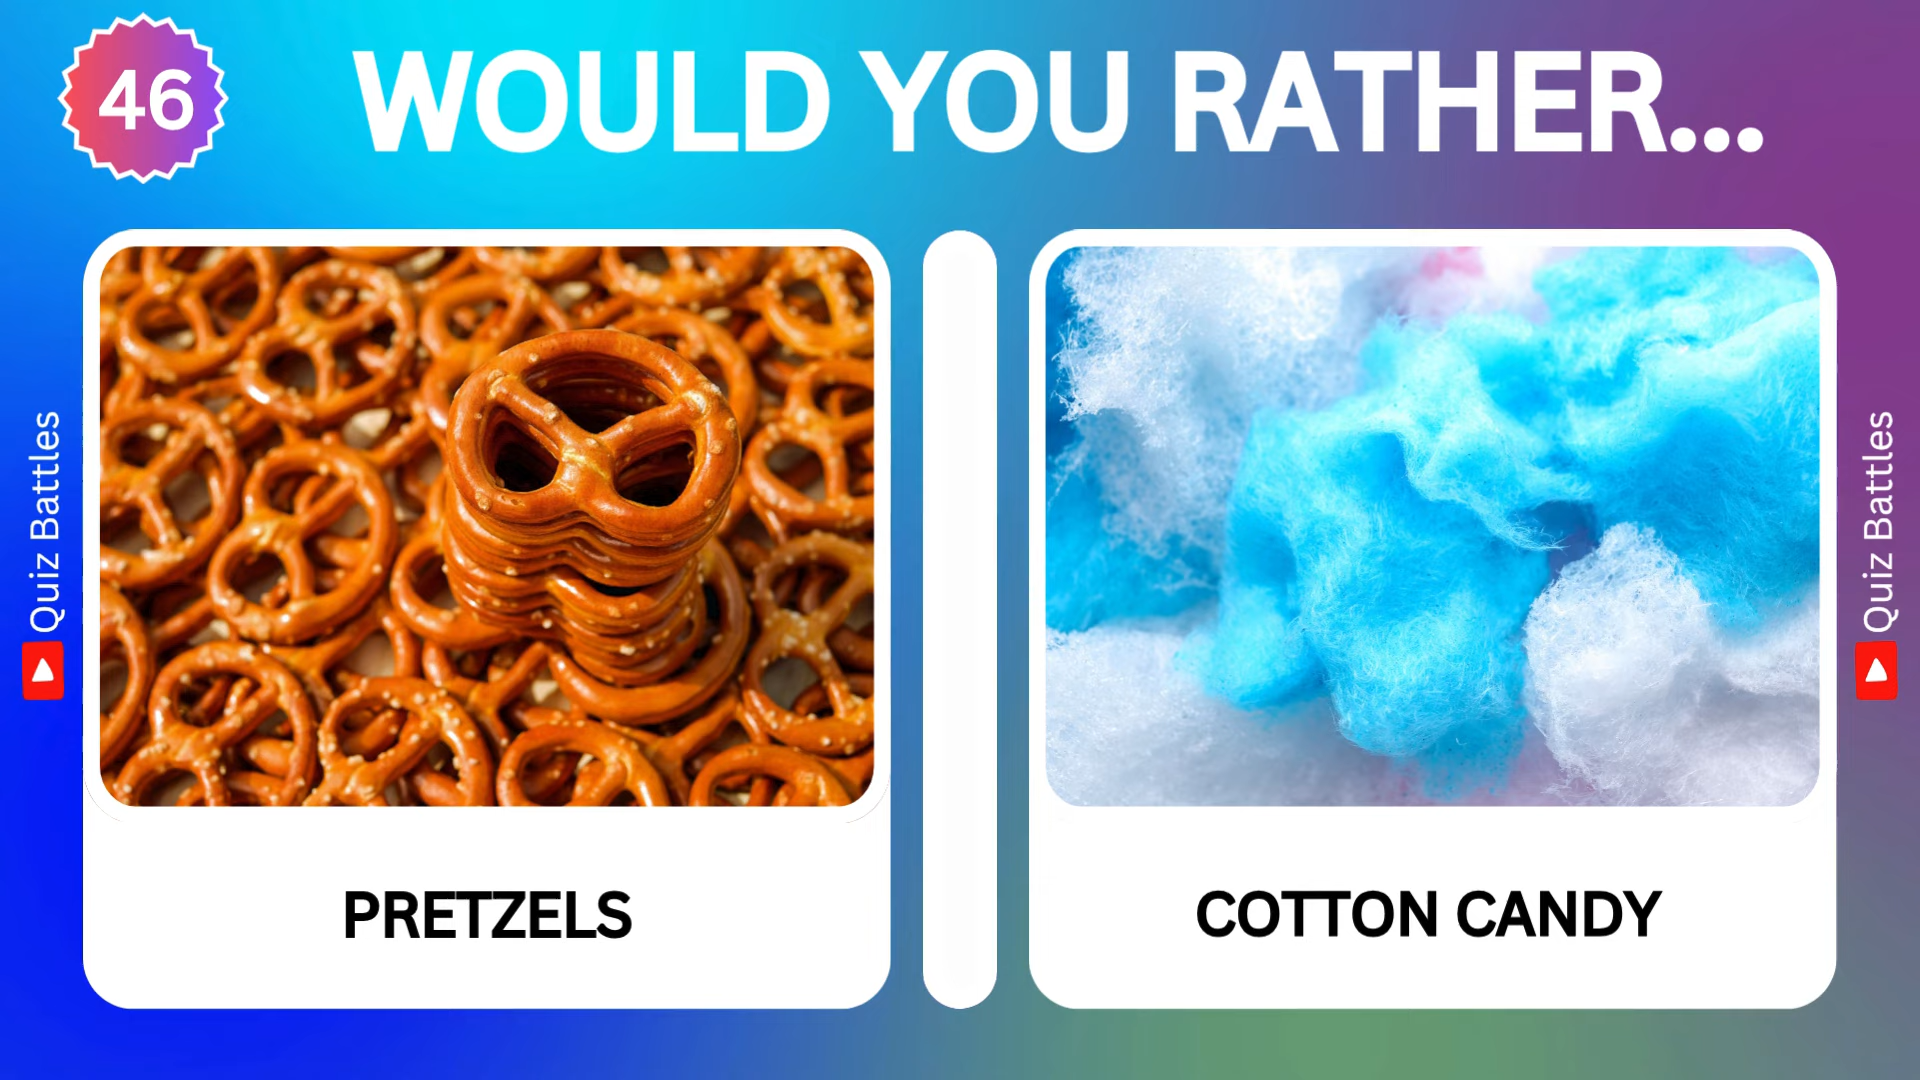 46
WOULD YOU RATHER...
Quiz Battles
PRETZELS
COTTON CANDY
Quiz Battles